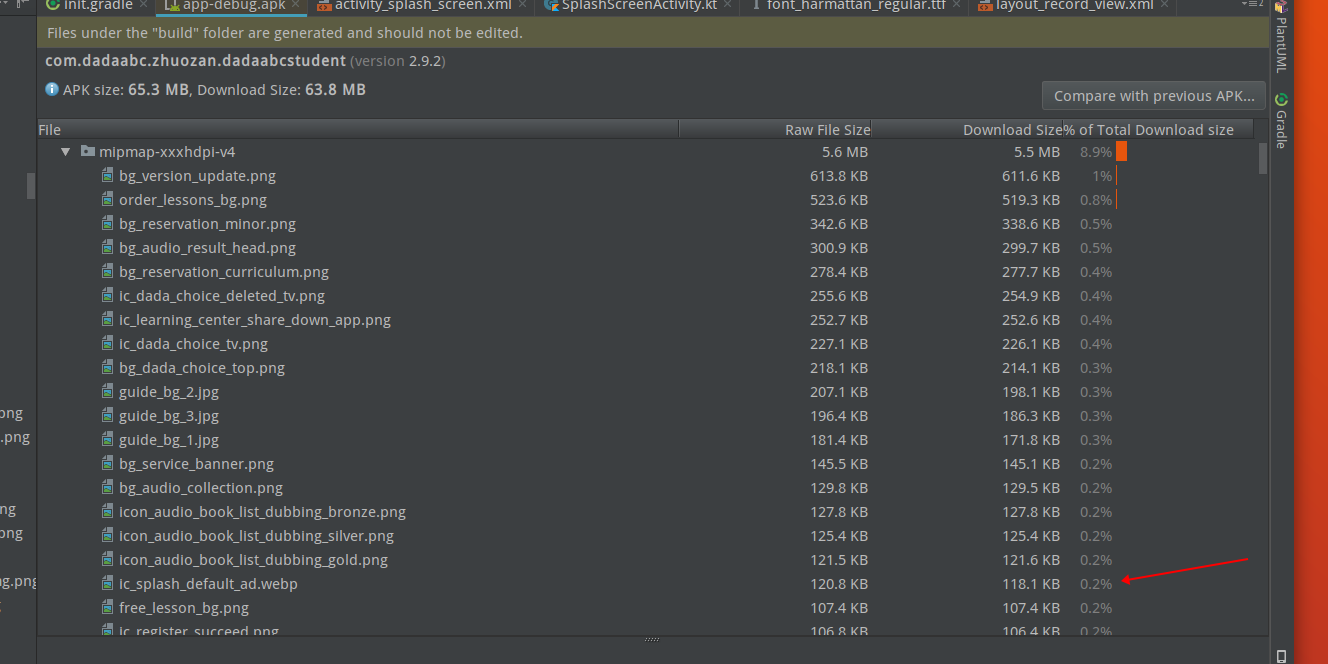 init.gradle app-debug.apk activity_splash_screen.xml SplashScreenActivity.kt font_harmattan_regular.ttf layout_record_view.xml
Files under the "build" folder are generated and should not be edited.
com.dadaabc.zhuozan.dadaabcstudent (version 2.9.2)
APK size: 65.3 MB, Download Size: 63.8 MB
Compare with previous APK...
File Raw File Size Download Size % of Total Download size
mipmap-xxxhdpi-v4 5.6 MB 5.5 MB 8.9%
bg_version_update.png 613.8 KB 611.6 KB 1%
order_lessons_bg.png 523.6 KB 519.3 KB 0.8%
bg_reservation_minor.png 342.6 KB 338.6 KB 0.5%
bg_audio_result_head.png 300.9 KB 299.7 KB 0.5%
bg_reservation_curriculum.png 278.4 KB 277.7 KB 0.4%
ic_dada_choice_deleted_tv.png 255.6 KB 254.9 KB 0.4%
ic_learning_center_share_down_app.png 252.7 KB 252.6 KB 0.4%
ic_dada_choice_tv.png 227.1 KB 226.1 KB 0.4%
bg_dada_choice_top.png 218.1 KB 214.1 KB 0.3%
guide_bg_2.jpg 207.1 KB 198.1 KB 0.3%
guide_bg_3.jpg 196.4 KB 186.3 KB 0.3%
guide_bg_1.jpg 181.4 KB 171.8 KB 0.3%
bg_service_banner.png 145.5 KB 145.1 KB 0.2%
bg_audio_collection.png 129.8 KB 129.5 KB 0.2%
icon_audio_book_list_dubbing_bronze.png 127.8 KB 127.8 KB 0.2%
icon_audio_book_list_dubbing_silver.png 125.4 KB 125.4 KB 0.2%
icon_audio_book_list_dubbing_gold.png 121.5 KB 121.6 KB 0.2%
ic_splash_default_ad.webp 120.8 KB 118.1 KB 0.2%
free_lesson_bg.png 107.4 KB 107.4 KB 0.2%
ic_register_succeed.png 106.8 KB 106.4 KB 0.2%
PlantUML
Gradle